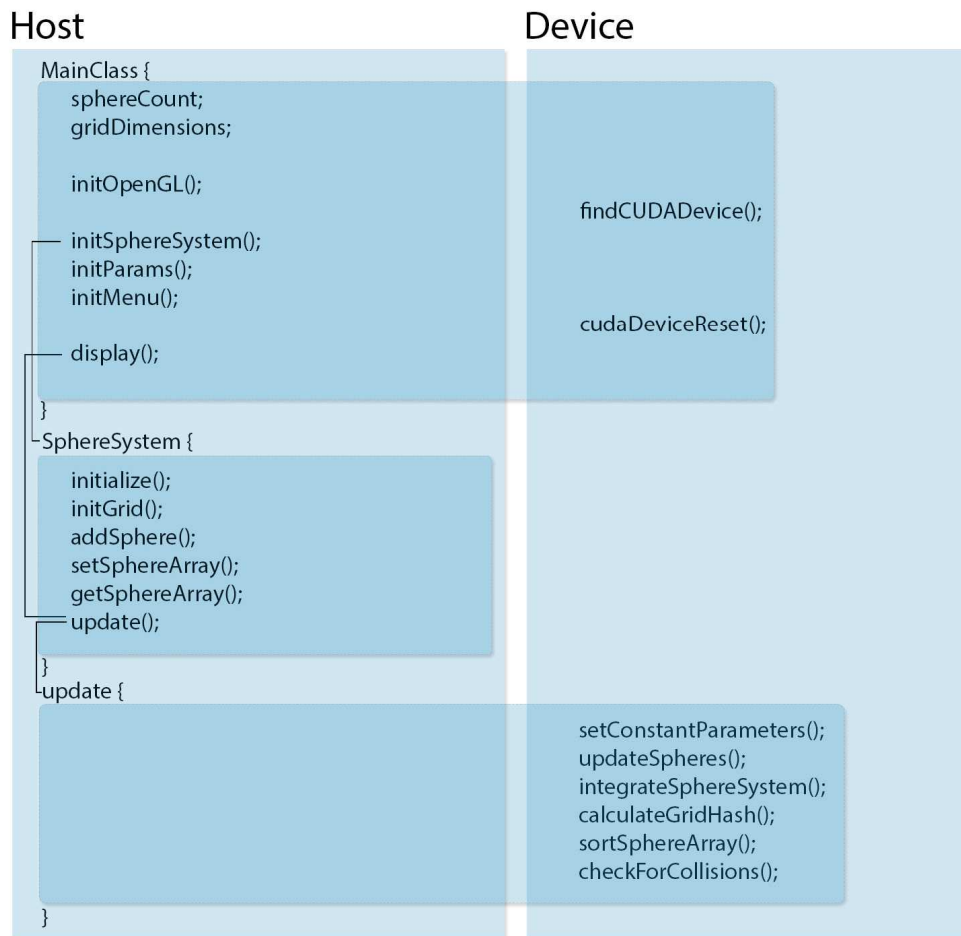 Host
Device
MainClass {
sphereCount;
gridDimensions;
initOpenGL();
findCUDADevice();
initSphereSystem();
initParams();
initMenu();
cudaDeviceReset();
display();
}
SphereSystem {
initialize();
initGrid();
addSphere();
setSphereArray();
getSphereArray();
update();
}
update {
setConstantParameters();
updateSpheres();
integrateSphereSystem();
calculateGridHash();
sortSphereArray();
checkForCollisions();
}